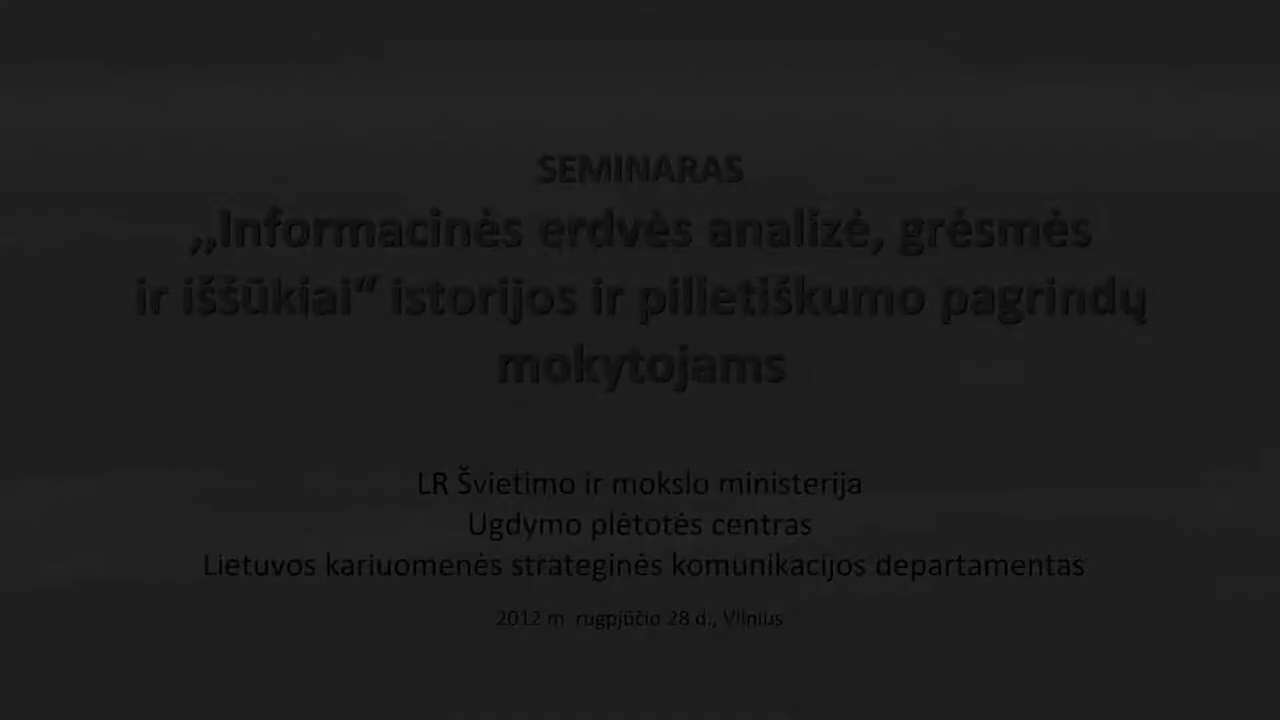 SEMINARAS
,,Informacinės erdvės analizė, grėsmės
ir iššūkiai“ istorijos ir pilietiškumo pagrindų
mokytojams
LR Švietimo ir mokslo ministerija
Ugdymo plėtotės centras
Lietuvos kariuomenės strateginės komunikacijos departamentas
2012 m. rugpjūčio 28 d., Vilnius